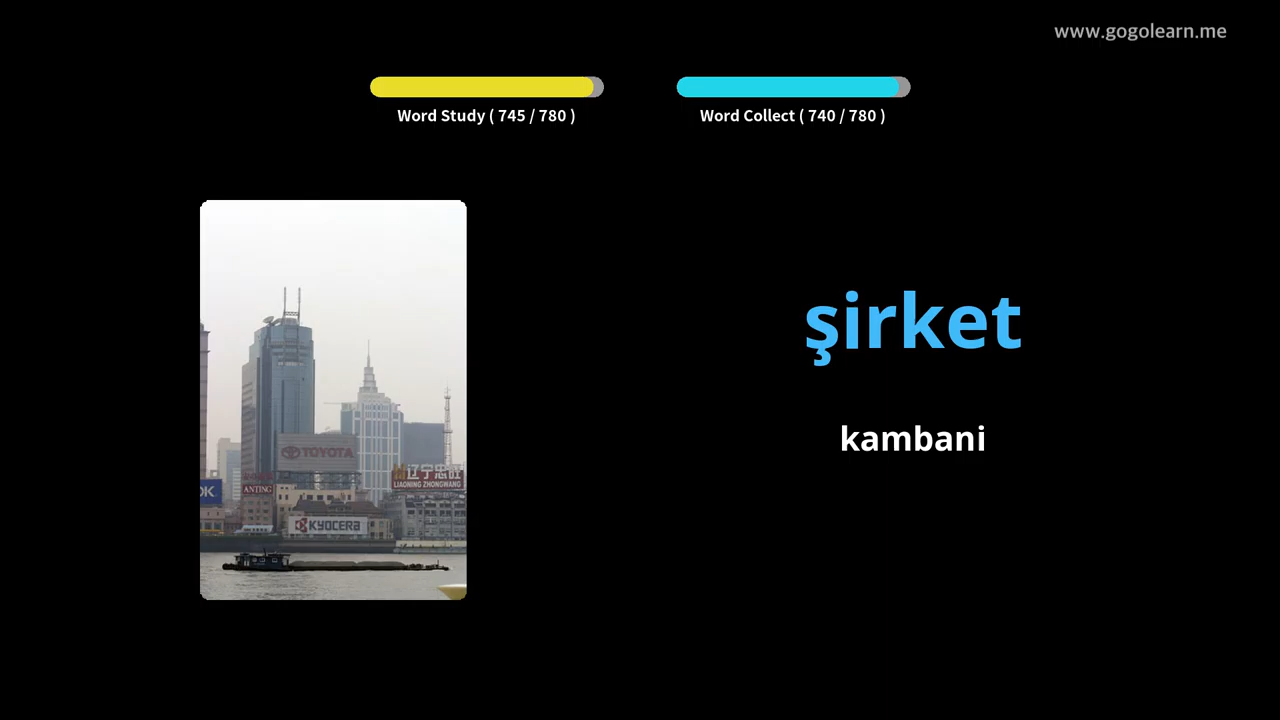 www.gogolearn.me
Word Study ( 745 / 780 )
Word Collect ( 740 / 780 )
şirket
kambani
TOYOTA
辽宁忠旺
LIAONING ZHONGWANG
OK
ANTING
KYOCERA